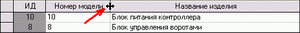 ИД Номер модели Название изделия
10 10 Блок питания контроллера
8 8 Блок управления воротами